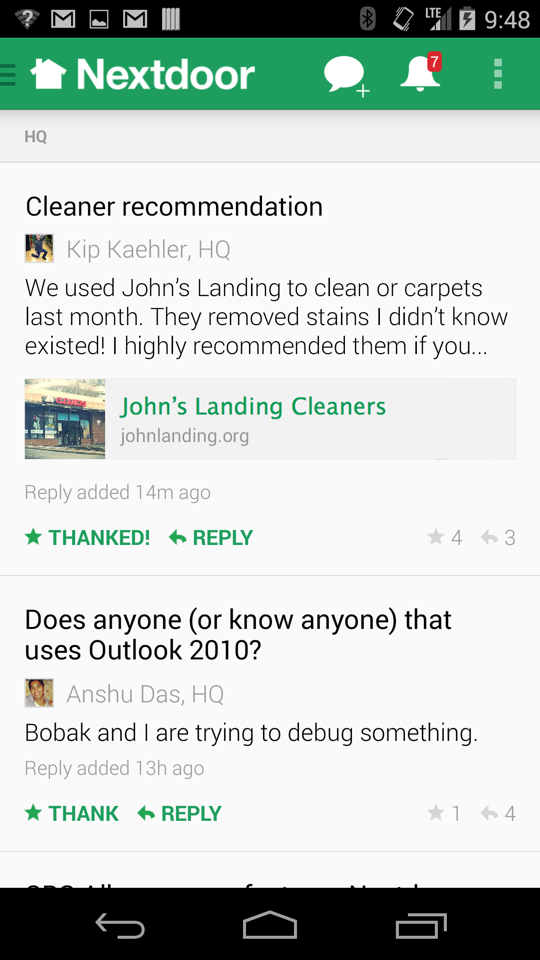 LTE 9:48
Nextdoor 7
HQ
Cleaner recommendation
Kip Kaehler, HQ
We used John’s Landing to clean or carpets
last month. They removed stains I didn’t know
existed! I highly recommended them if you...
John’s Landing Cleaners
johnlanding.org
Reply added 14m ago
THANKED! REPLY 4 3
Does anyone (or know anyone) that
uses Outlook 2010?
Anshu Das, HQ
Bobak and I are trying to debug something.
Reply added 13h ago
THANK REPLY 1 4